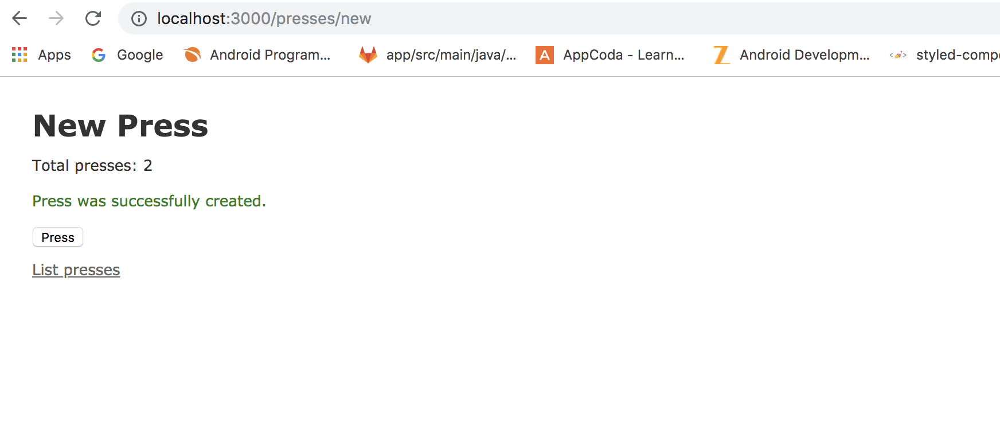 localhost:3000/presses/new
Apps Google Android Program... app/src/main/java/... A AppCoda - Learn... Android Developm... styled-comp
New Press
Total presses: 2
Press was successfully created.
Press
List presses